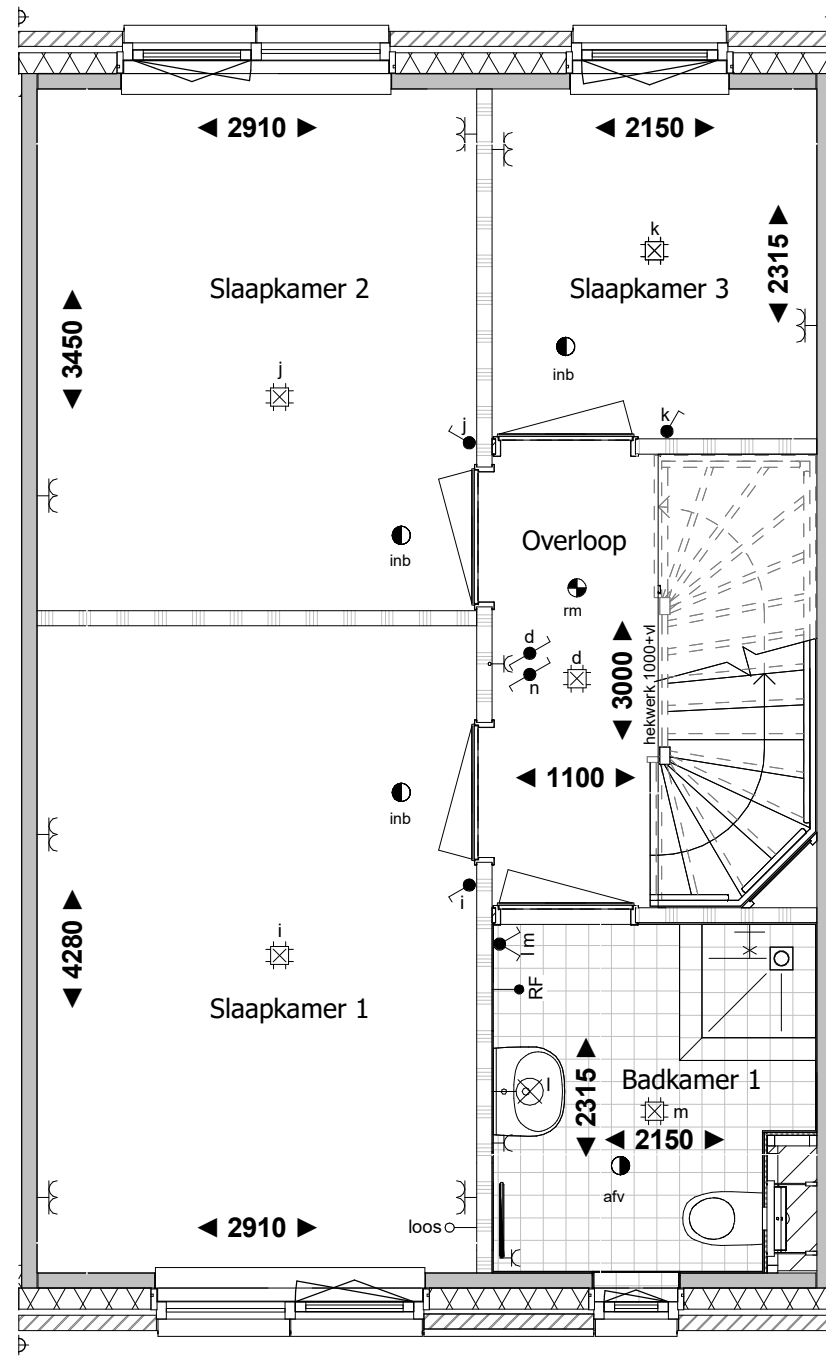 2910
2150
k
2315
Slaapkamer 2
Slaapkamer 3
3450
inb
j
k
j
Overloop
inb
rm
d
d
n
3000
hekwerk 1000+vl
1100
inb
i
i
4280
l m
RF
Slaapkamer 1
Badkamer 1
l
2315
m
2150
afv
2910
loos